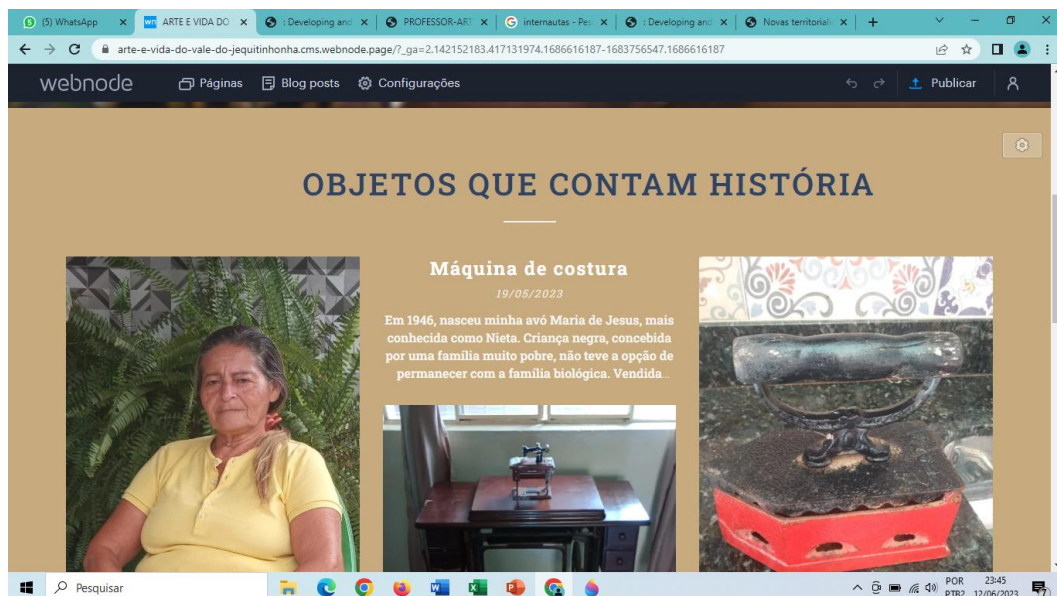 (5) WhatsApp
ARTE E VIDA DO
: Developing and
PROFESSOR-ART
internautas - Pes
: Developing and
Novas territoriali
arte-e-vida-do-vale-do-jequitinhonha.cms.webnode.page/?_ga=2.142152183.417131974.1686616187-1683756547.1686616187
webnode
Páginas
Blog posts
Configurações
Publicar
OBJETOS QUE CONTAM HISTÓRIA
Máquina de costura
19/05/2023
Em 1946, nasceu minha avó Maria de Jesus, mais
conhecida como Nieta. Criança negra, concebida
por uma família muito pobre, não teve a opção de
permanecer com a família biológica. Vendida...
Pesquisar
POR
PTB2
23:45
12/06/2023